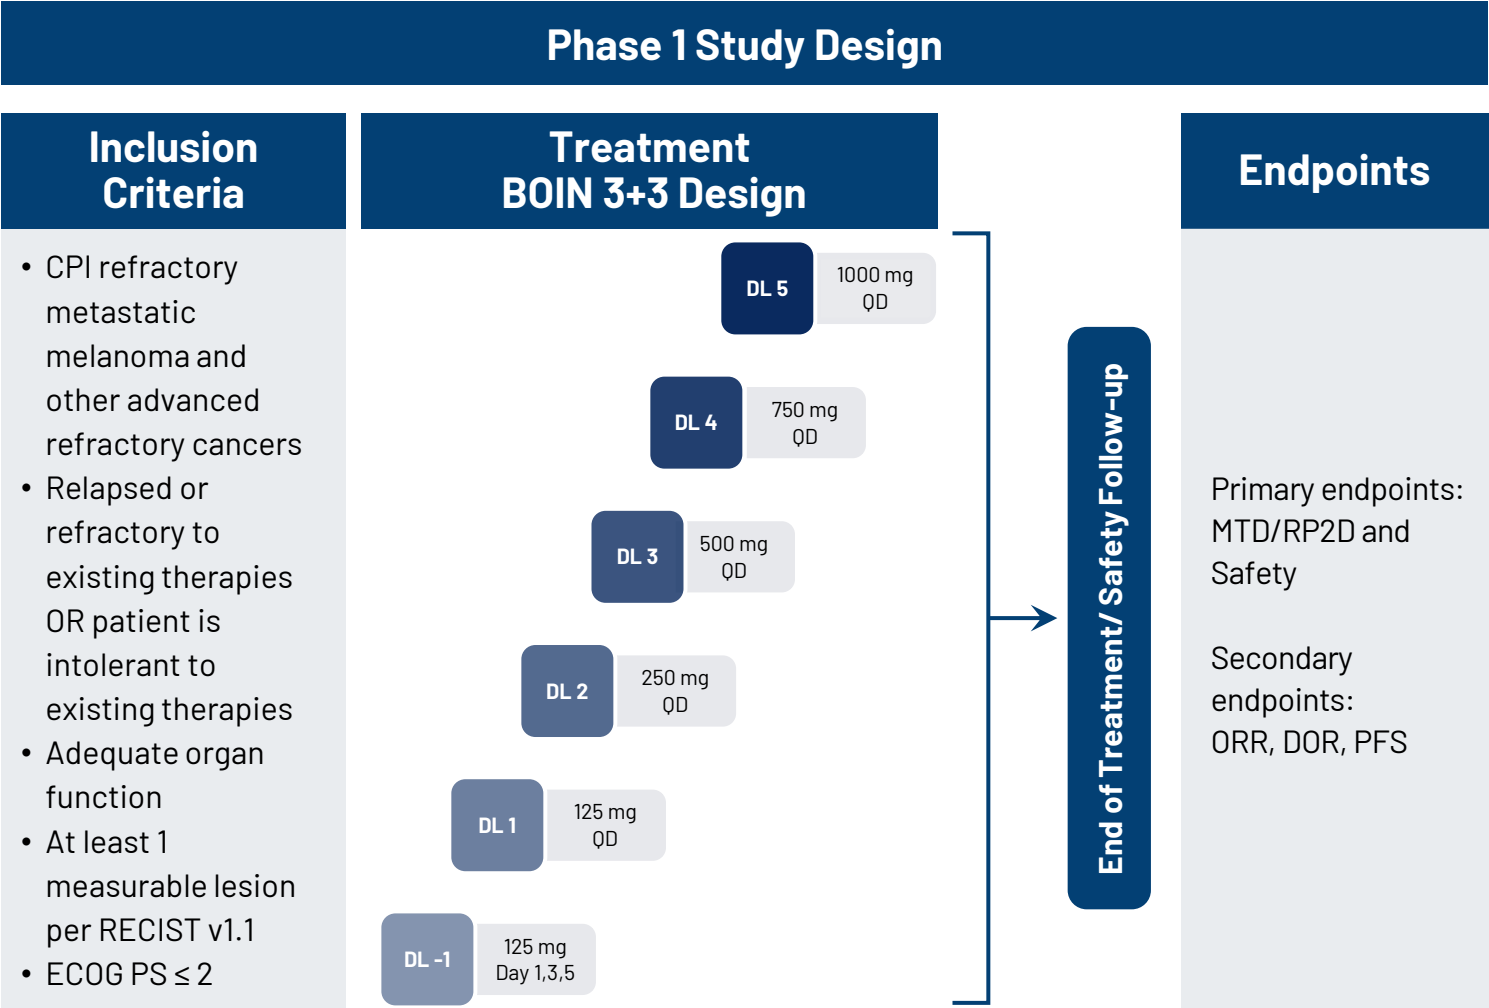 Phase 1 Study Design
Inclusion
Criteria
• CPI refractory
metastatic
melanoma and
other advanced
refractory cancers
• Relapsed or
refractory to
existing therapies
OR patient is
intolerant to
existing therapies
• Adequate organ
function
• At least 1
measurable lesion
per RECIST v1.1
• ECOG PS ≤ 2
Treatment
BOIN 3+3 Design
DL 5
1000 mg
QD
DL 4
750 mg
QD
DL 3
500 mg
QD
DL 2
250 mg
QD
DL 1
125 mg
QD
DL -1
125 mg
Day 1,3,5
End of Treatment/ Safety Follow-up
Endpoints
Primary endpoints:
MTD/RP2D and
Safety
Secondary
endpoints:
ORR, DOR, PFS